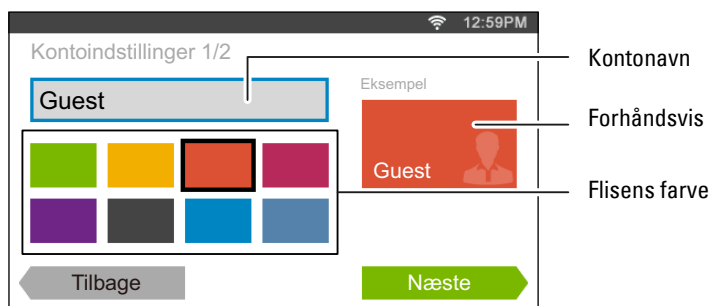 12:59PM
Kontoindstillinger 1/2
Guest
Eksempel
Guest
Tilbage
Næste
Kontonavn
Forhåndsvis
Flisens farve